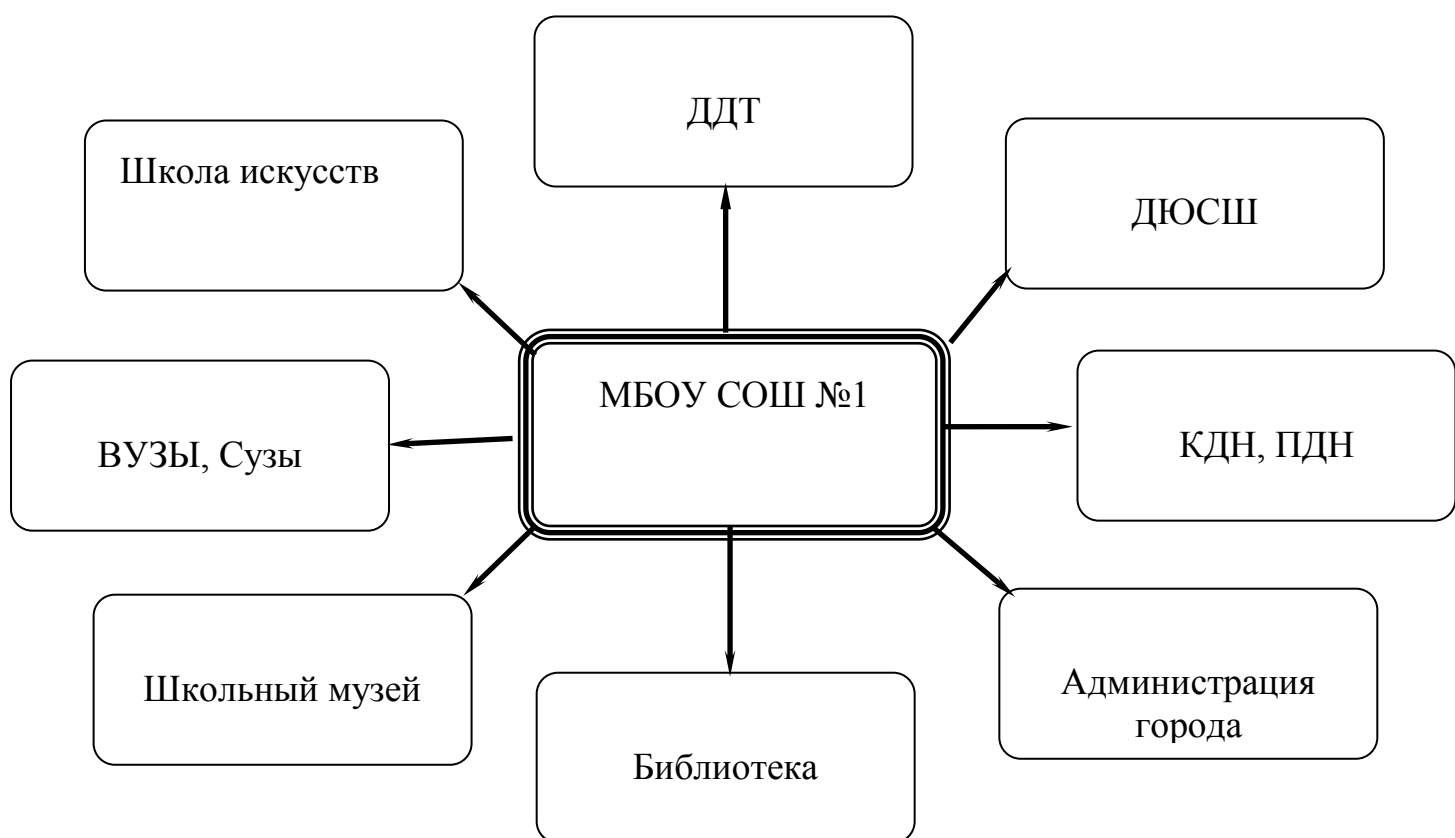 ДДТ
Школа искусств
ДЮСШ
МБОУ СОШ №1
ВУЗЫ, Сузы
КДН, ПДН
Школьный музей
Администрация
города
Библиотека